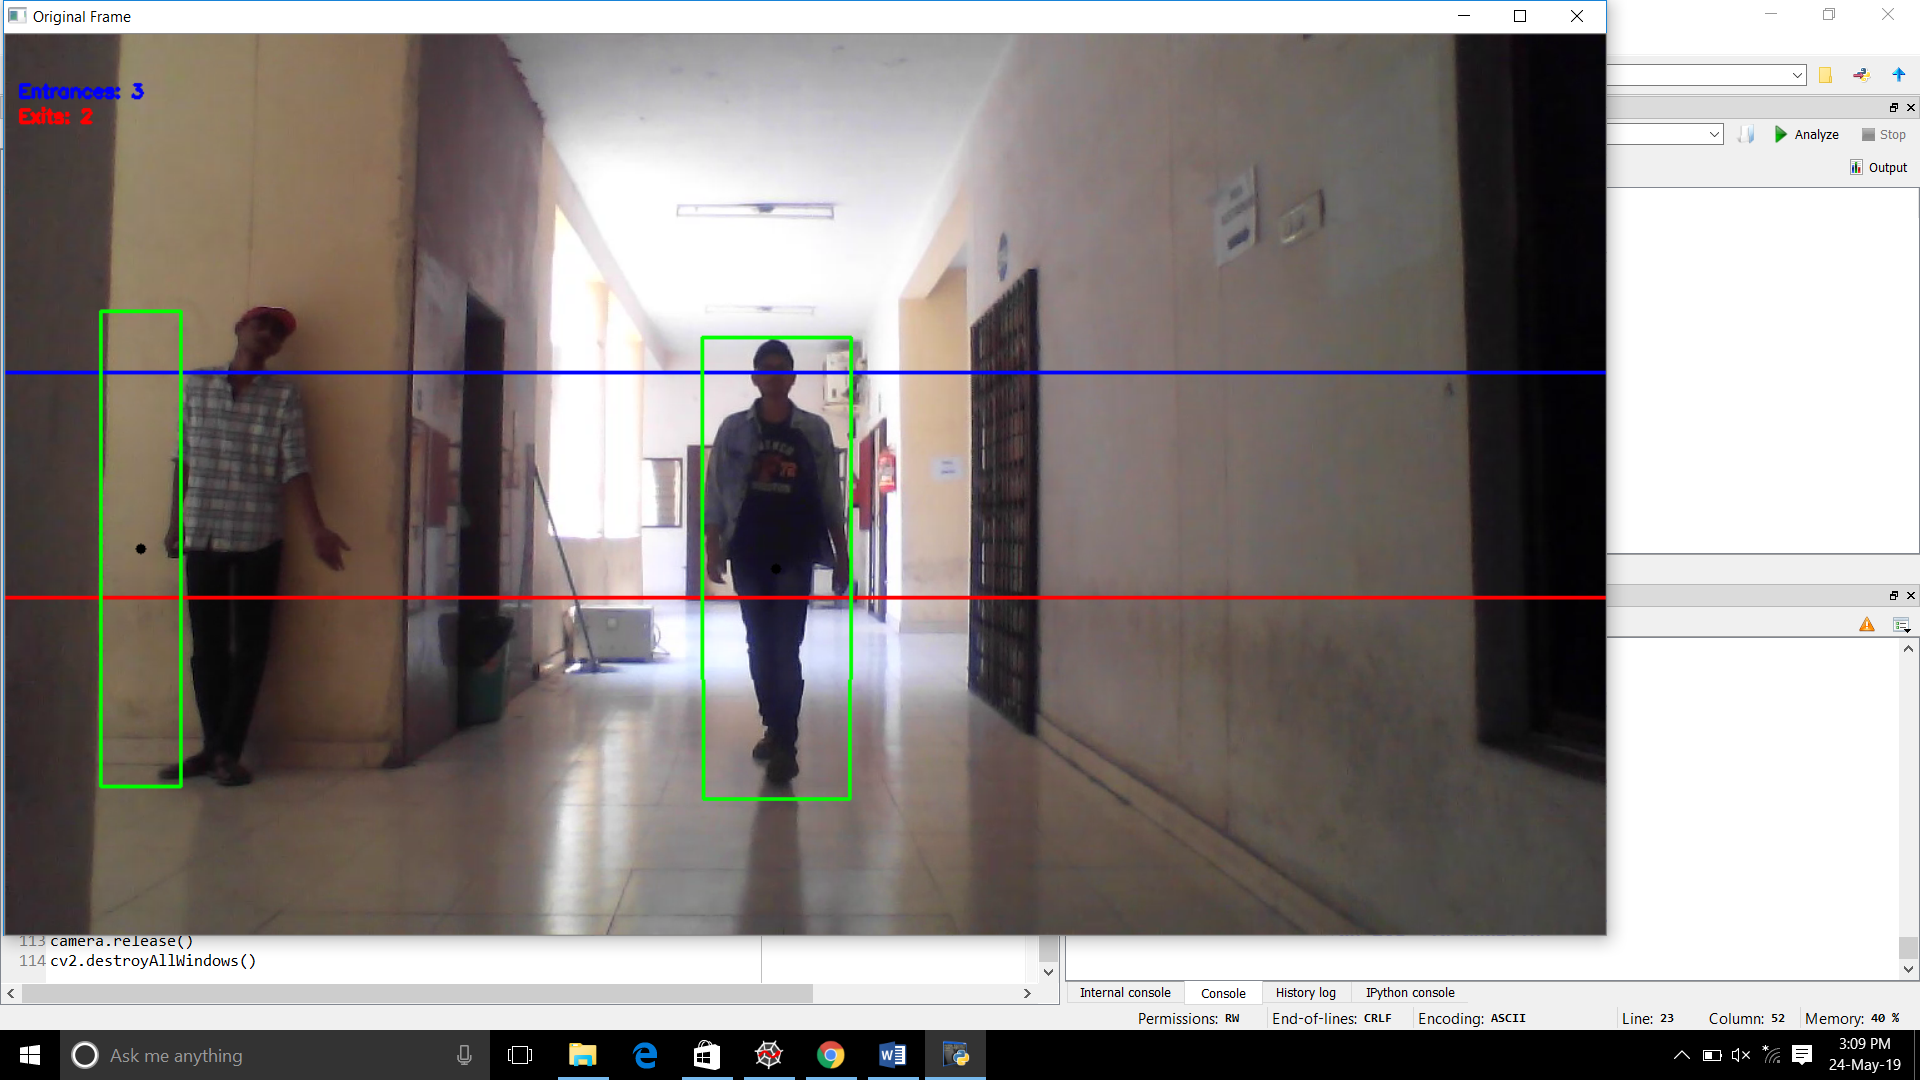 Original Frame
Entrances: 3
Exits: 2
Analyze
Stop
Output
72
113 camera.release()
114 cv2.destroyAllWindows()
Internal console
Console
History log
IPython console
Permissions: RW
End-of-lines: CRLF
Encoding: ASCII
Line: 23
Column: 52
Memory: 40 %
Ask me anything
3:09 PM
24-May-19